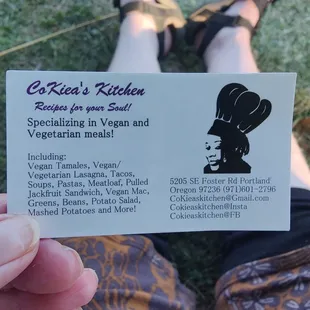 CoKiea's Kitchen
Recipes for your Soul!
Specializing in Vegan and
Vegetarian meals!
Including:
Vegan Tamales, Vegan/
Vegetarian Lasagna, Tacos,
Soups, Pastas, Meatloaf, Pulled
Jackfruit Sandwich, Vegan Mac,
Greens, Beans, Potato Salad,
Mashed Potatoes and More!
5205 SE Foster Rd Portland
Oregon 97236 (971)601-2796
CoKieaskitchen@Gmail.com
Cokieaskitchen@Insta
Cokieaskitchen@FB